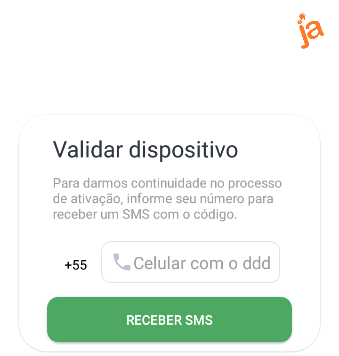 ja
Validar dispositivo
Para darmos continuidade no processo
de ativação, informe seu número para
receber um SMS com o código.
+55 Celular com o ddd
RECEBER SMS